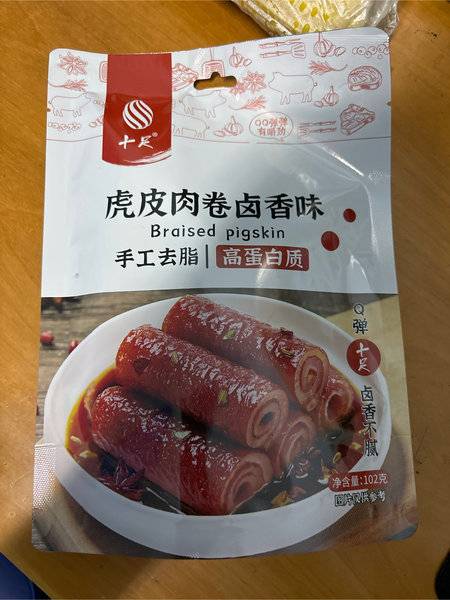 十足®
QQ弹弹
有嚼劲
虎皮肉卷卤香味
Braised pigskin
手工去脂 | 高蛋白质
Q弹
十足
卤香不腻
净含量:102克
图片仅供参考